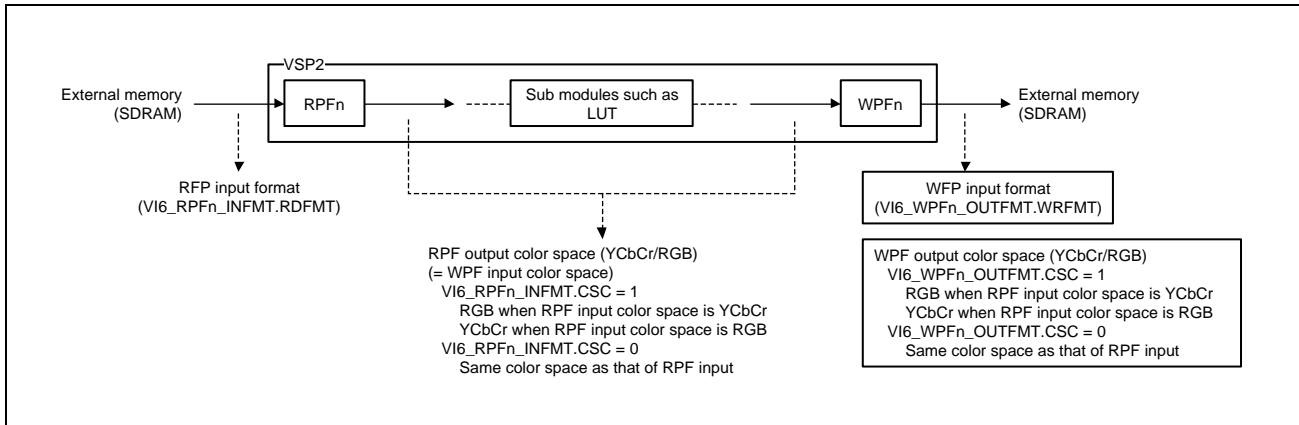 VSP2
External memory
(SDRAM)
RPFn
Sub modules such as
LUT
WPFn
External memory
(SDRAM)
RFP input format
(VI6_RPFn_INFMT.RDFMT)
WFP input format
(VI6_WPFn_OUTFMT.WRFMT)
RPF output color space (YCbCr/RGB)
(= WPF input color space)
VI6_RPFn_INFMT.CSC = 1
RGB when RPF input color space is YCbCr
YCbCr when RPF input color space is RGB
VI6_RPFn_INFMT.CSC = 0
Same color space as that of RPF input
WPF output color space (YCbCr/RGB)
VI6_WPFn_OUTFMT.CSC = 1
RGB when RPF input color space is YCbCr
YCbCr when RPF input color space is RGB
VI6_WPFn_OUTFMT.CSC = 0
Same color space as that of RPF input